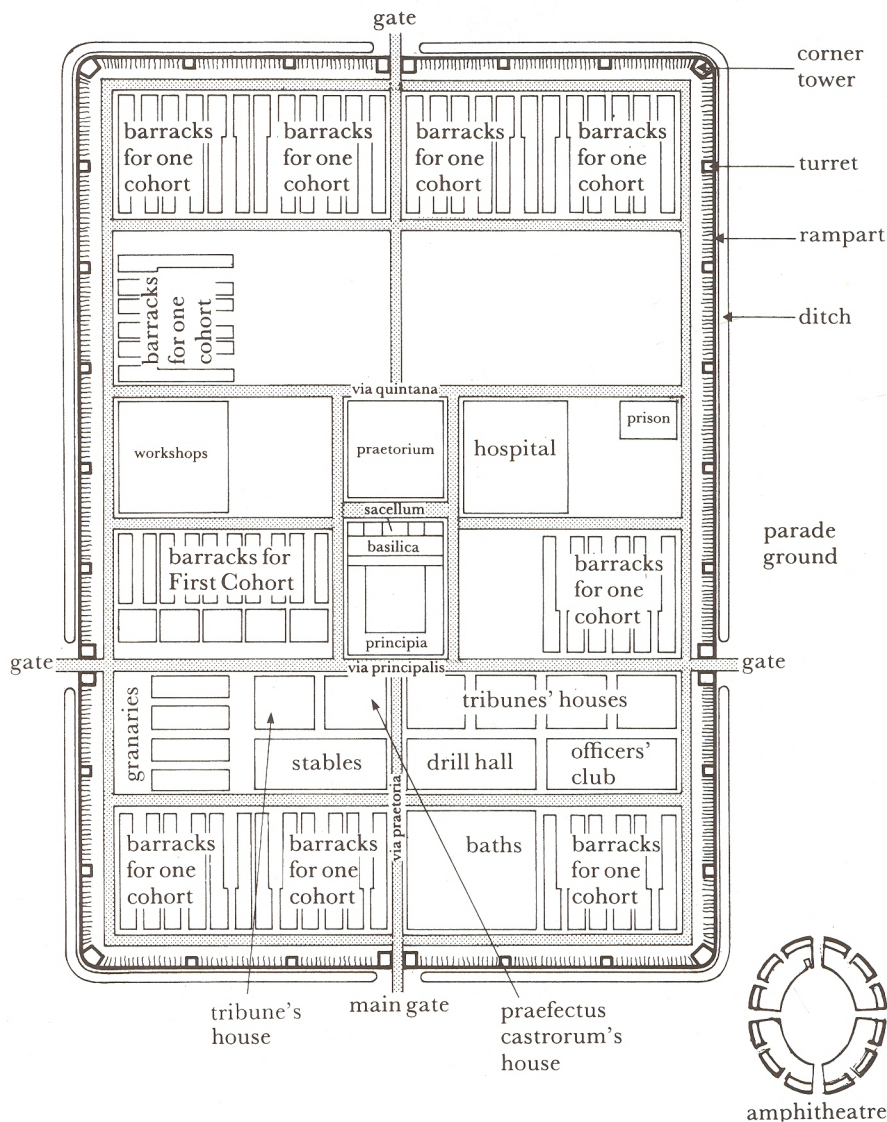 gate
corner
tower
barracks
for one
cohort
barracks
for one
cohort
barracks
for one
cohort
barracks
for one
cohort
turret
rampart
ditch
barracks
for one
cohort
via quintana
workshops
praetorium
hospital
prison
sacellum
basilica
principia
barracks for
First Cohort
barracks
for one
cohort
parade
ground
gate
via principalis
gate
granaries
tribunes' houses
stables
drill hall
officers'
club
via praetoria
barracks
for one
cohort
barracks
for one
cohort
baths
barracks
for one
cohort
tribune's
house
main gate
praefectus
castrorum's
house
amphitheatre